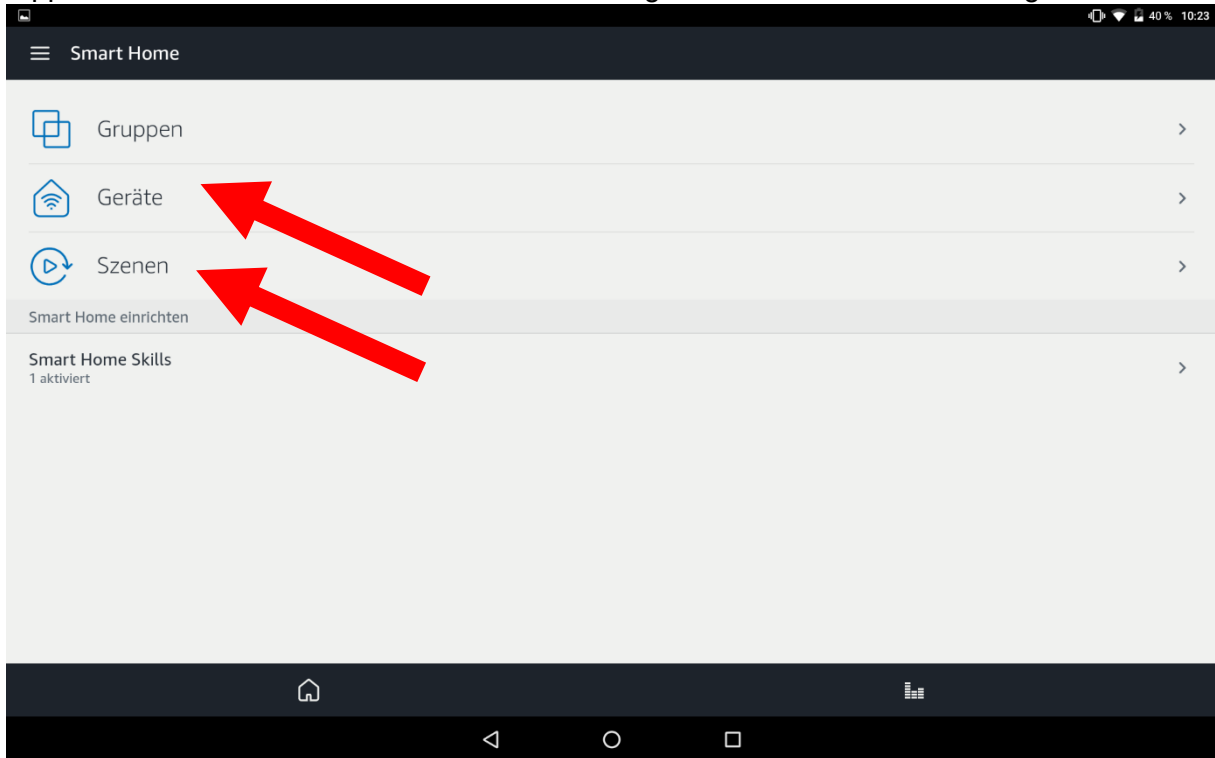 40 % 10:23
Smart Home
Gruppen
Geräte
Szenen
Smart Home einrichten
Smart Home Skills
1 aktiviert